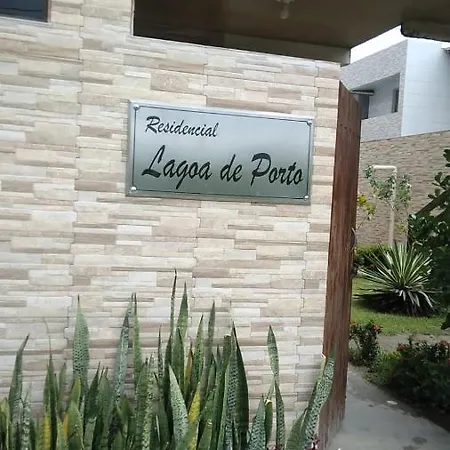 Residencial
Lagoa de Porto